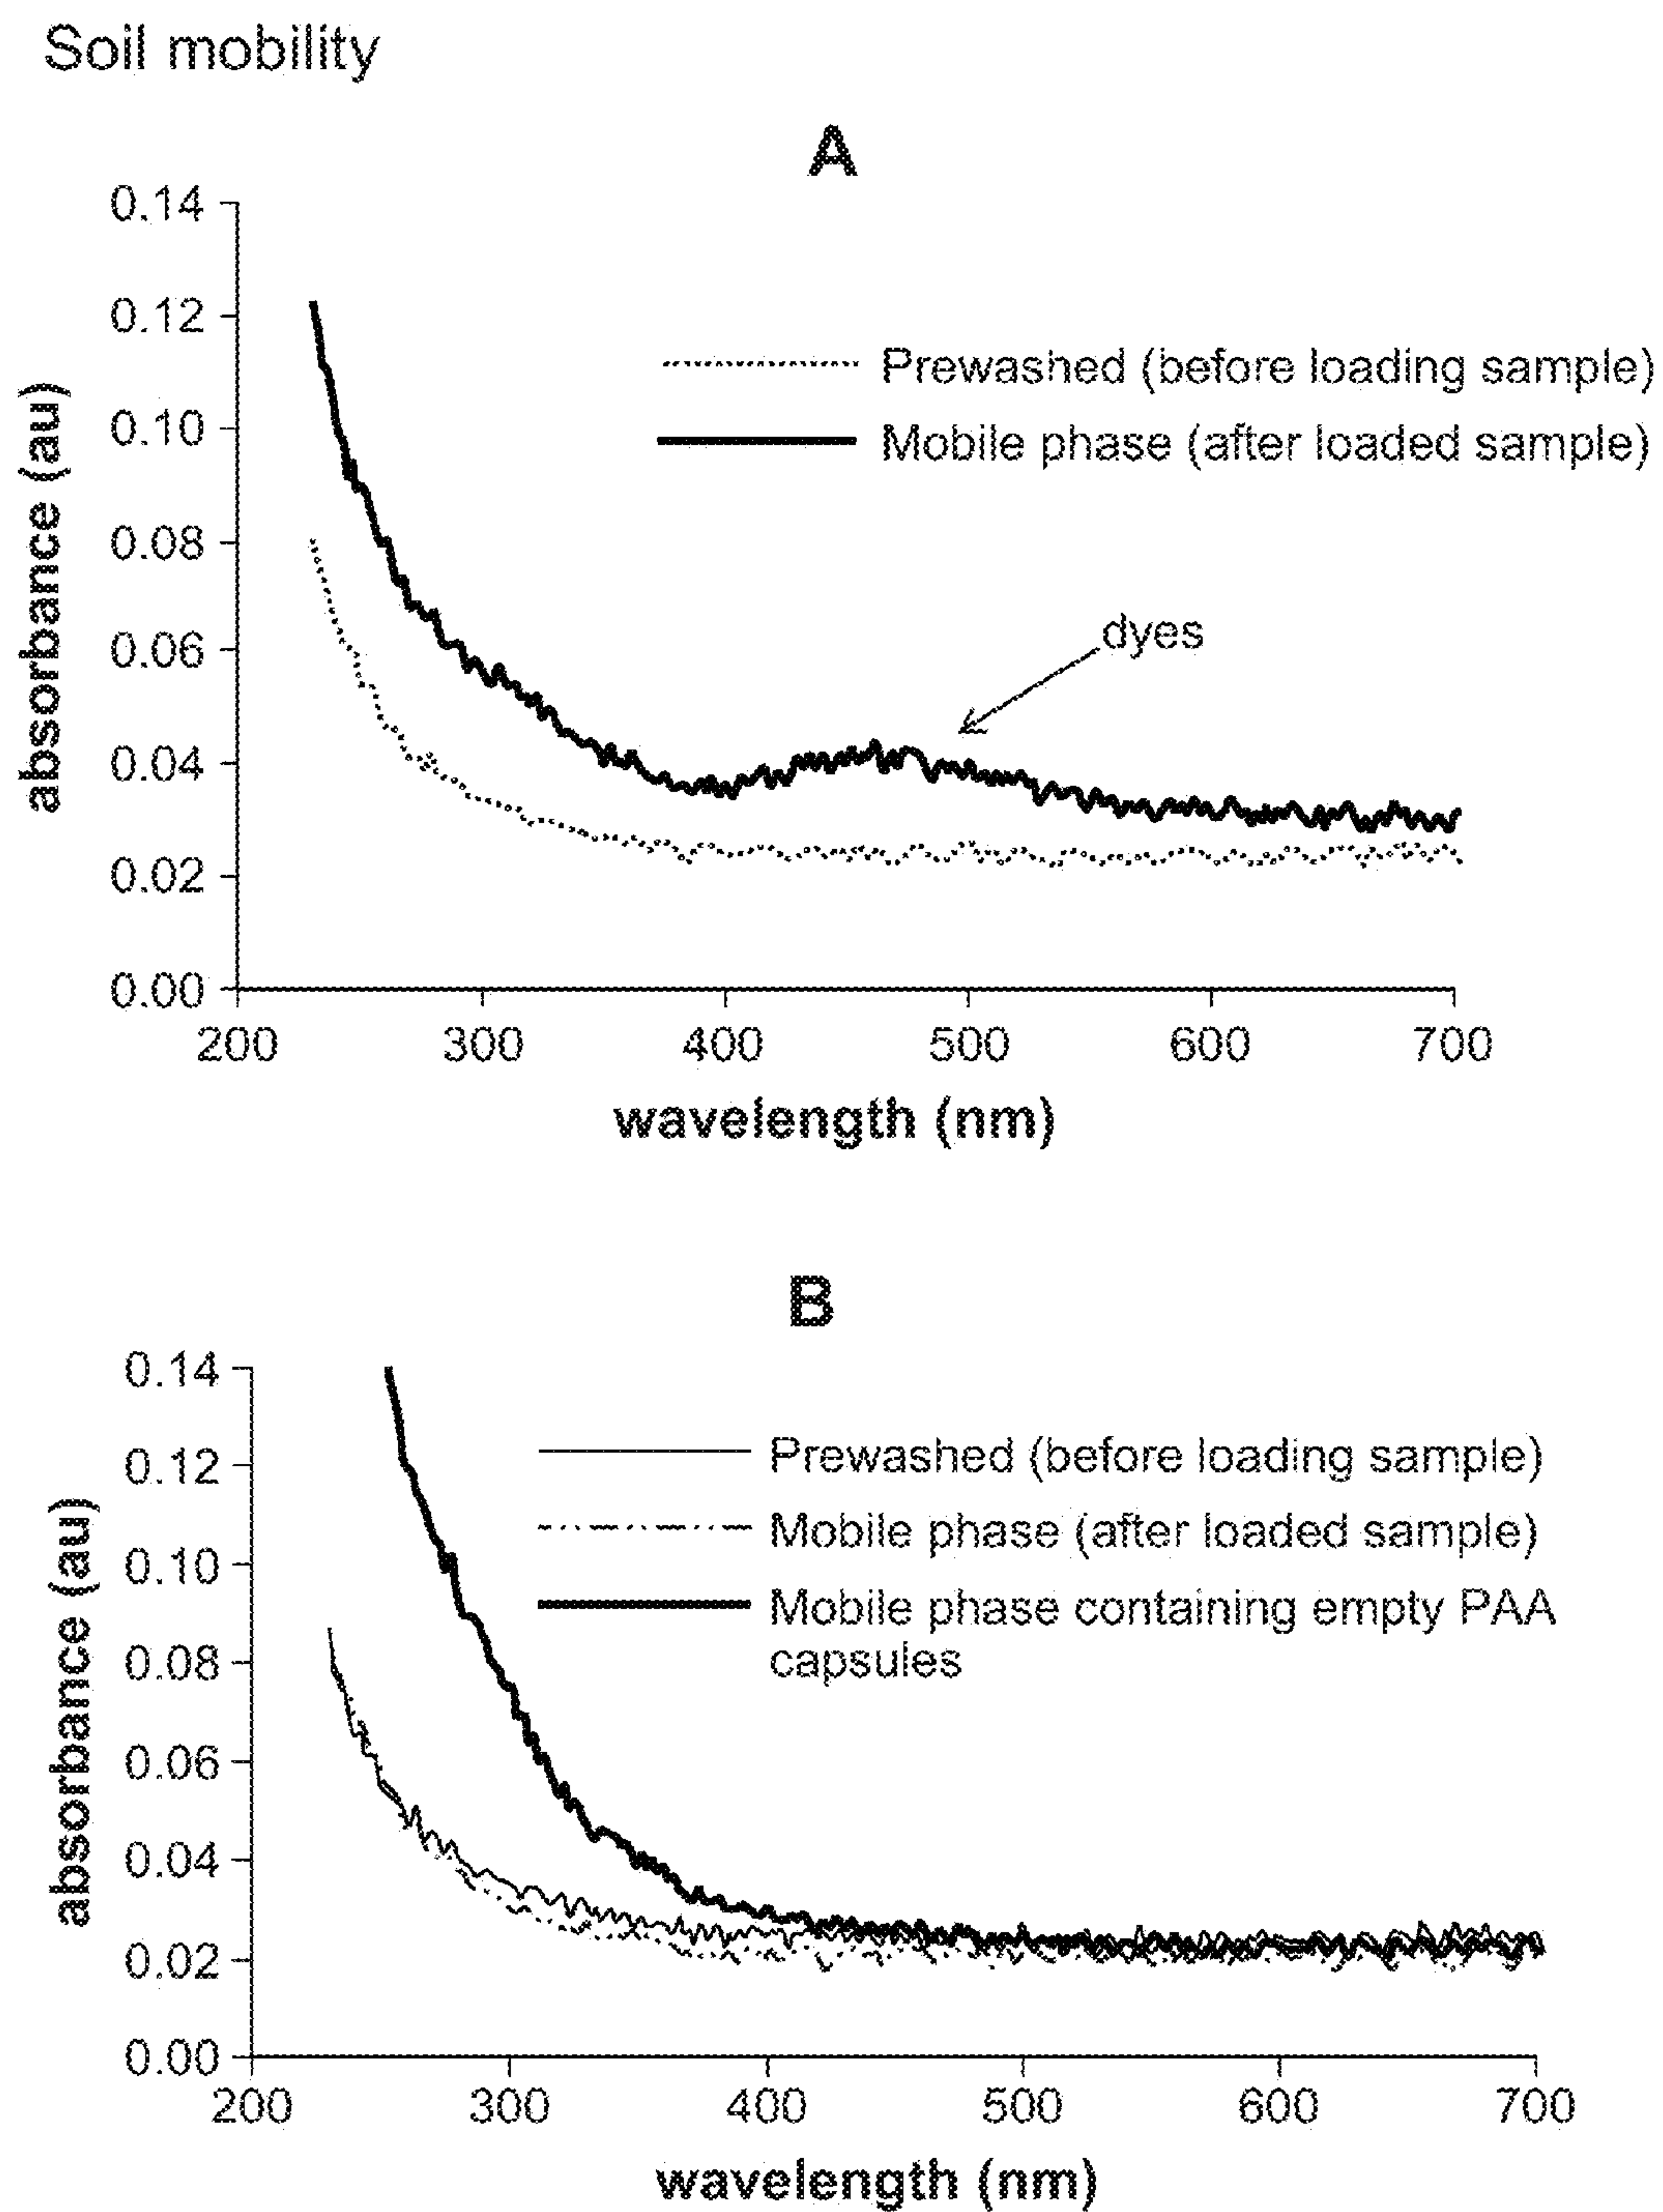 Soil mobility
A
0.14
0.12
0.10
0.08
0.06
0.04
0.02
0.00
absorbance (au)
Prewashed (before loading sample)
Mobile phase (after loaded sample)
dyes
200 300 400 500 600 700
wavelength (nm)
B
0.14
0.12
0.10
0.08
0.06
0.04
0.02
0.00
absorbance (au)
Prewashed (before loading sample)
Mobile phase (after loaded sample)
Mobile phase containing empty PAA
capsules
200 300 400 500 600 700
wavelength (nm)